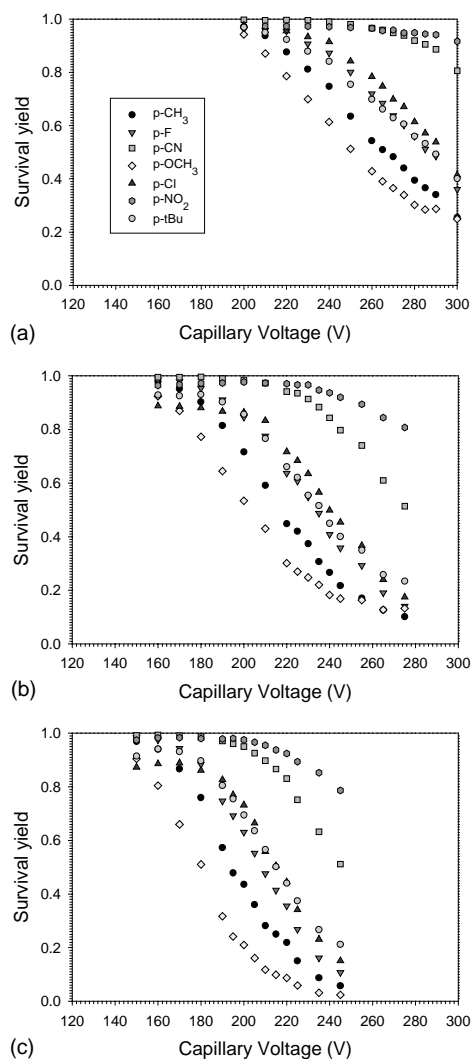 1.0
0.8
0.6
0.4
0.2
0.0
Survival yield
p-CH3
p-F
p-CN
p-OCH3
p-Cl
p-NO2
p-tBu
120 140 160 180 200 220 240 260 280 300
(a)
Capillary Voltage (V)
1.0
0.8
0.6
0.4
0.2
0.0
Survival yield
120 140 160 180 200 220 240 260 280 300
(b)
Capillary Voltage (V)
1.0
0.8
0.6
0.4
0.2
0.0
Survival yield
120 140 160 180 200 220 240 260 280 300
(c)
Capillary Voltage (V)